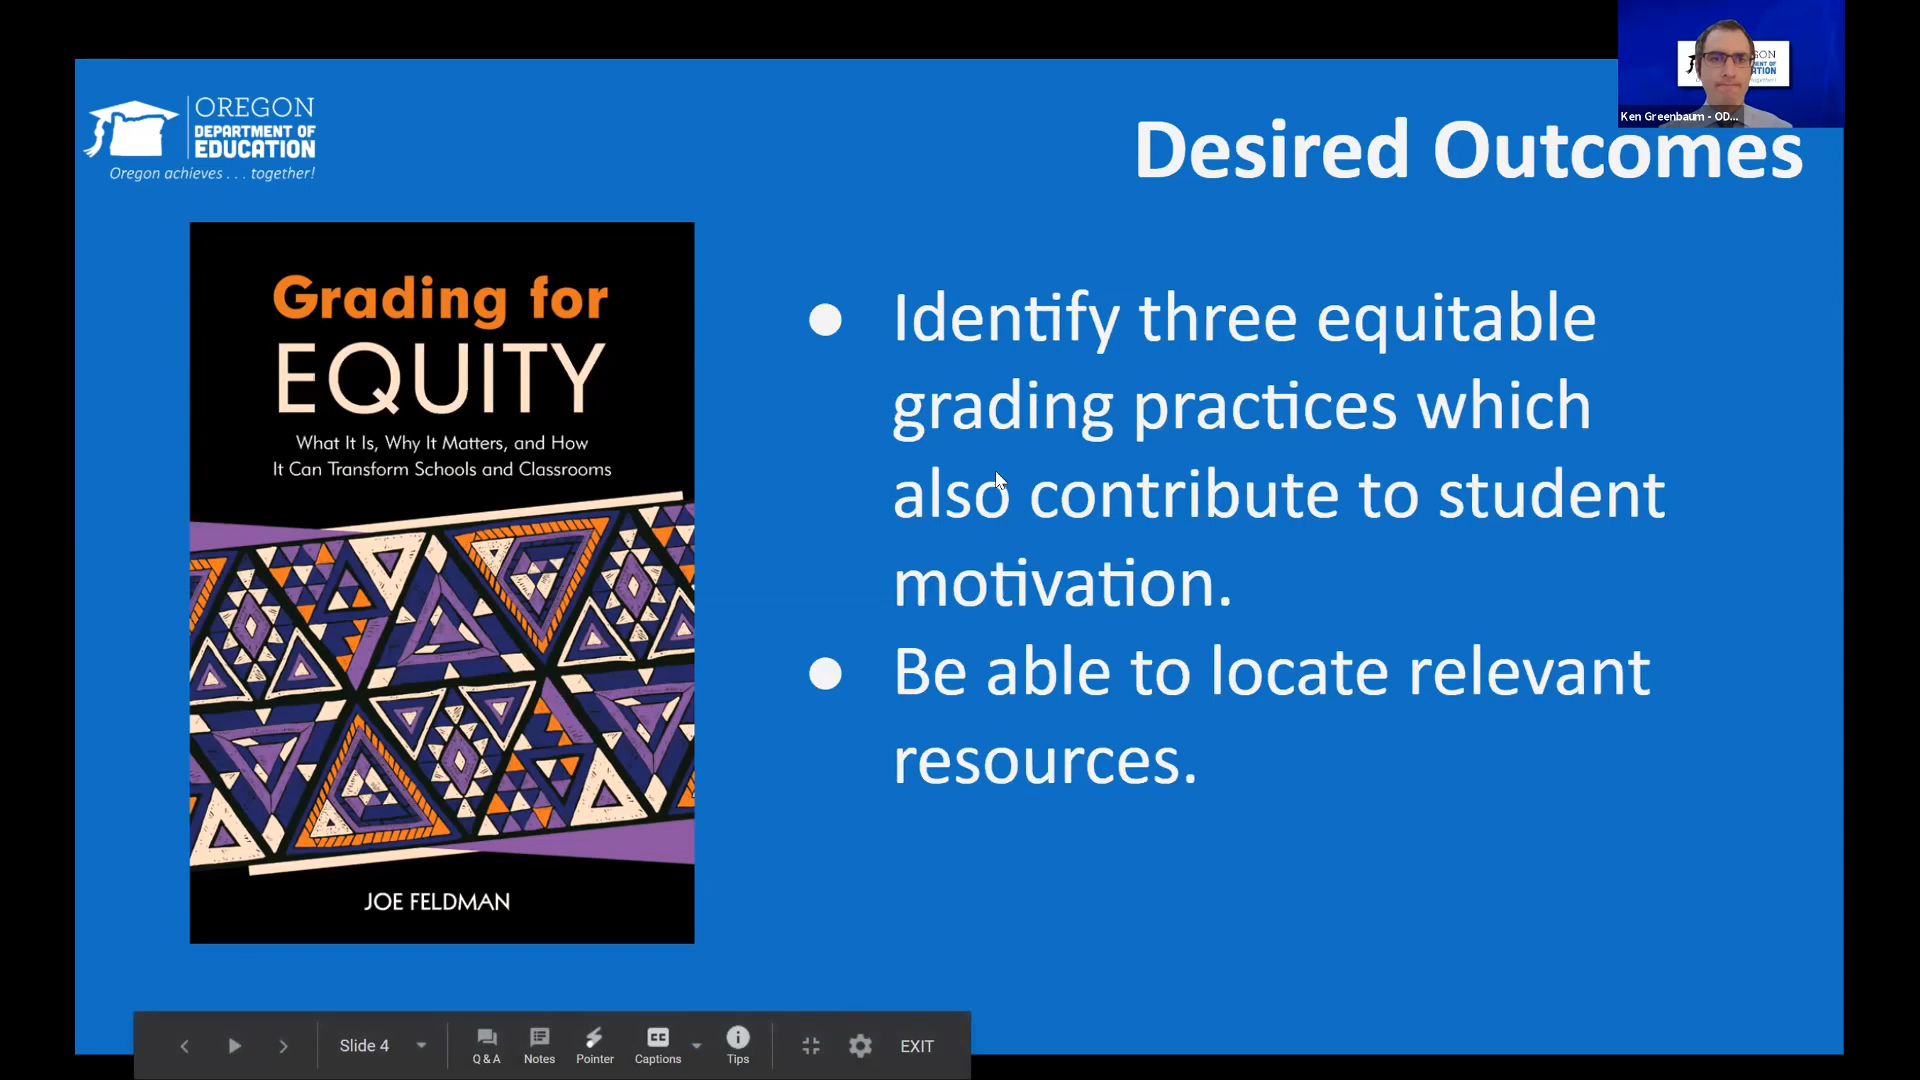 OREGON
DEPARTMENT OF
EDUCATION
Oregon achieves . . . together!
Ken Greenbaum - OD...
Desired Outcomes
Grading for
EQUITY
What It Is, Why It Matters, and How
It Can Transform Schools and Classrooms
JOE FELDMAN
● Identify three equitable
grading practices which
also contribute to student
motivation.
● Be able to locate relevant
resources.
Slide 4
Q & A
Notes
Pointer
CC
Captions
Tips
EXIT